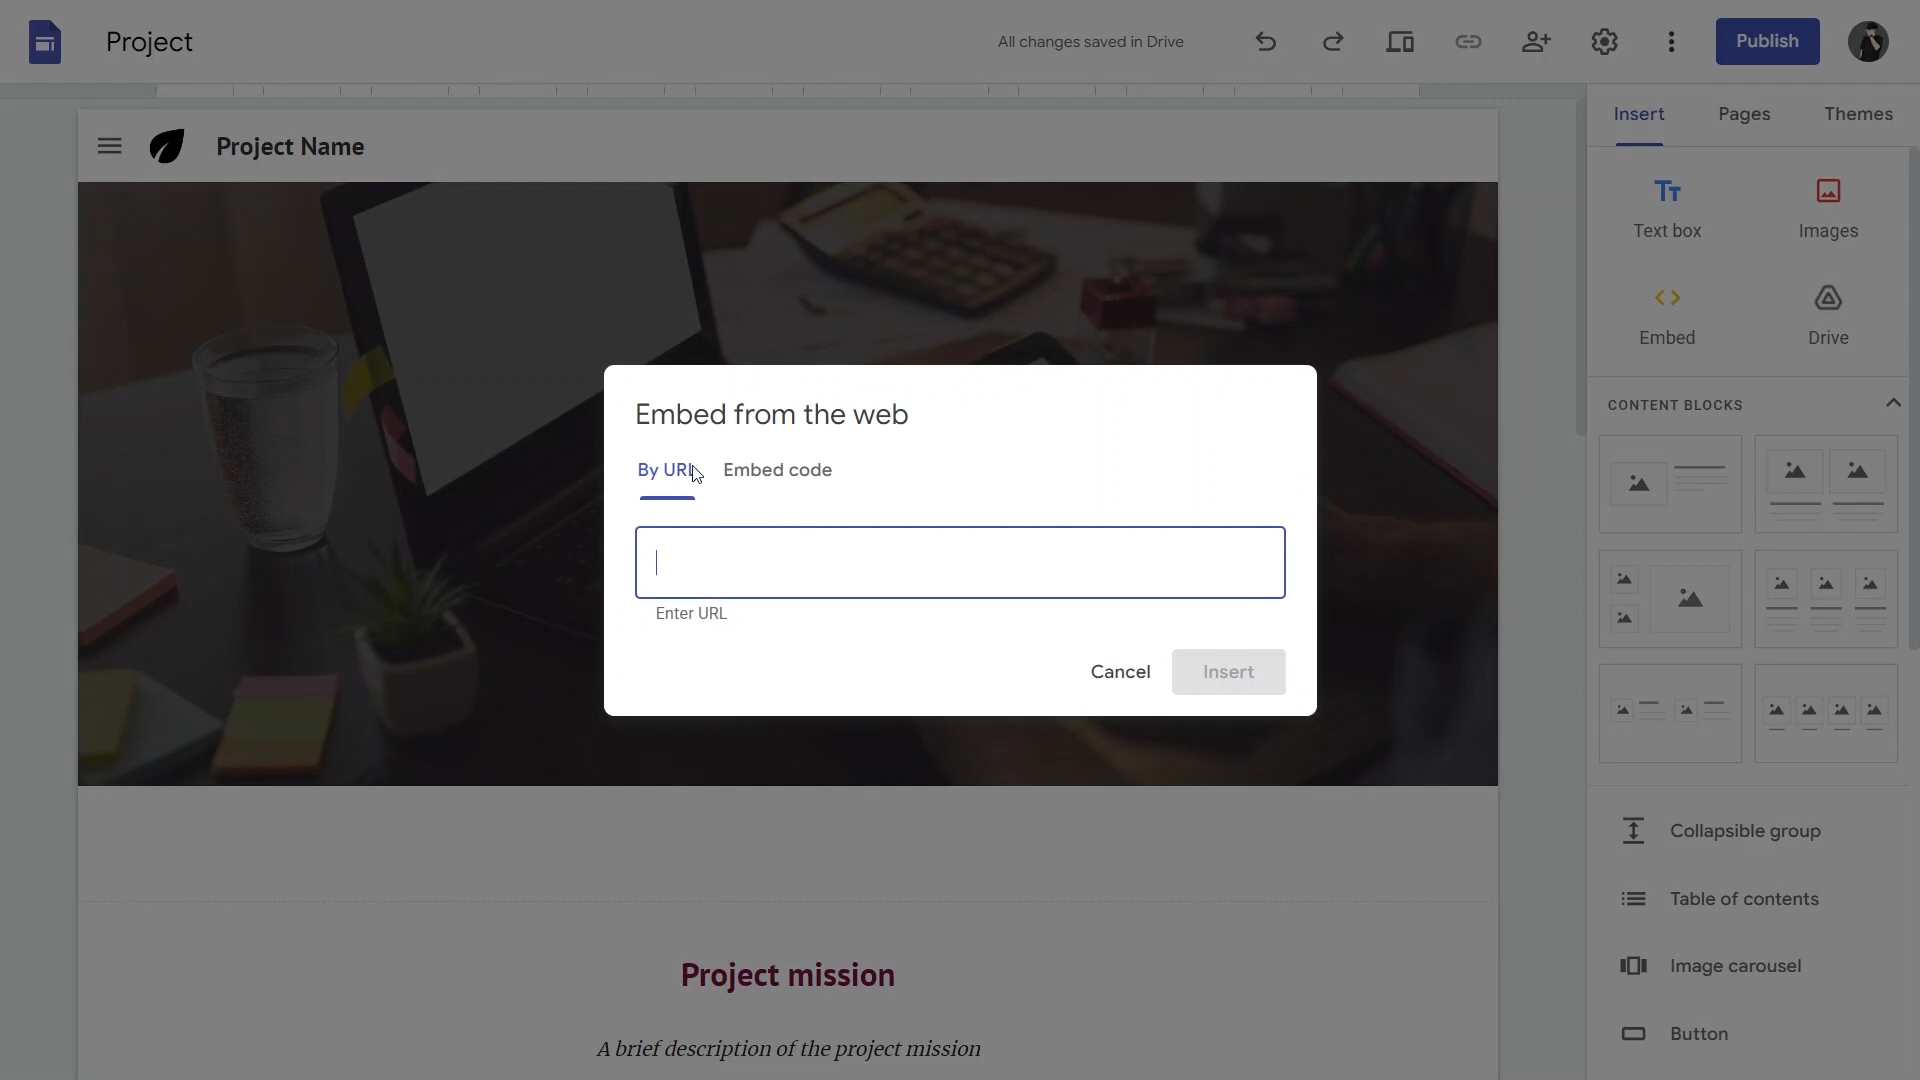 Project
All changes saved in Drive
Publish
Insert
Pages
Themes
Project Name
Text box
Images
Embed
Drive
CONTENT BLOCKS
Embed from the web
By URL
Embed code
Enter URL
Cancel
Insert
Collapsible group
Table of contents
Image carousel
Button
Project mission
A brief description of the project mission